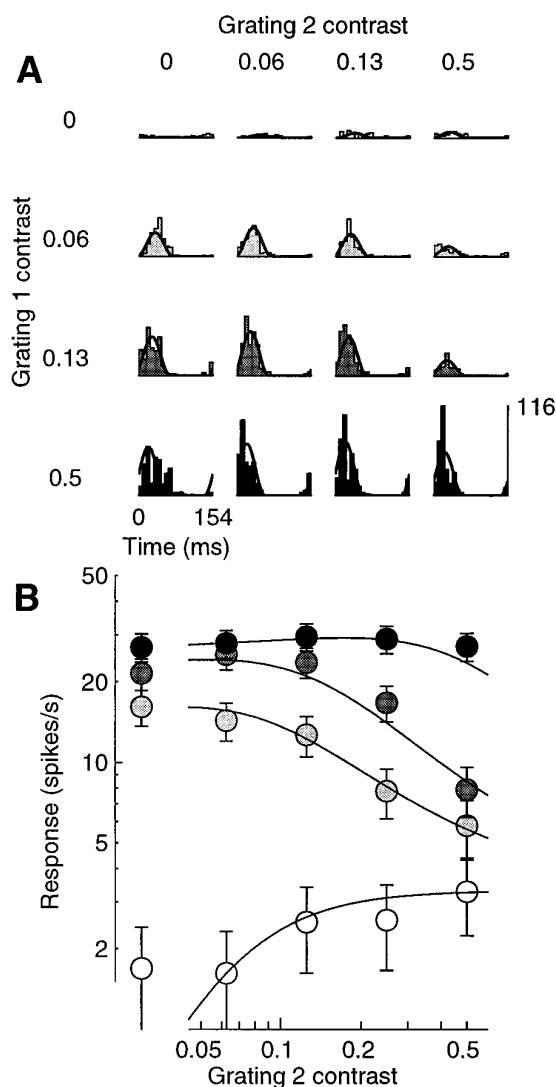 Grating 2 contrast
A
0 0.06 0.13 0.5
Grating 1 contrast
0
0.06
0.13
0.5
116
0 154
Time (ms)
B
Response (spikes/s)
50
20
10
5
2
0.05 0.1 0.2 0.5
Grating 2 contrast